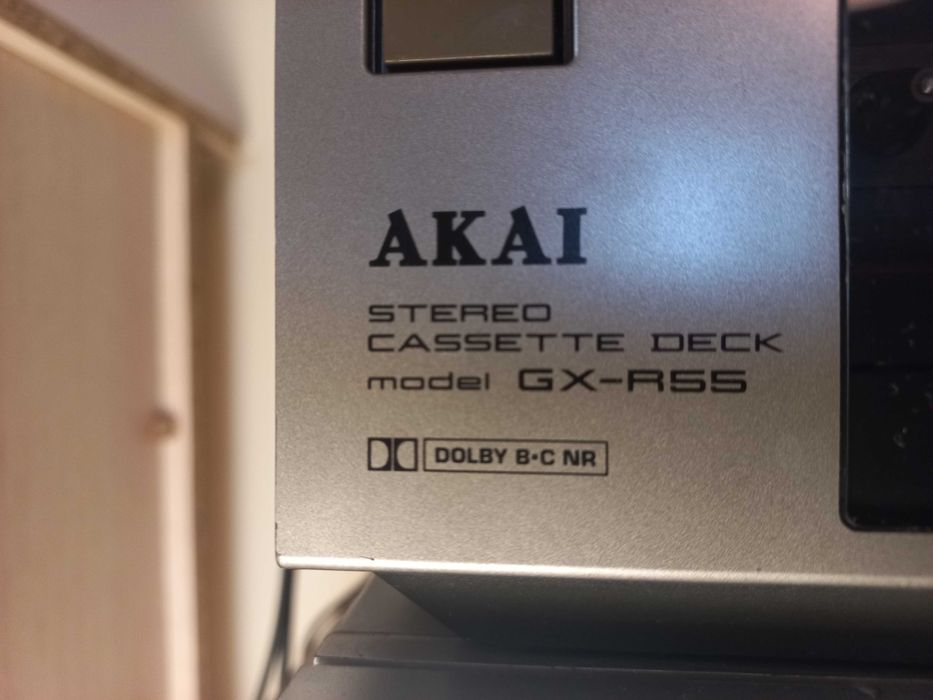 AKAI
STEREO
CASSETTE DECK
model GX-R55
DOLBY B•C NR